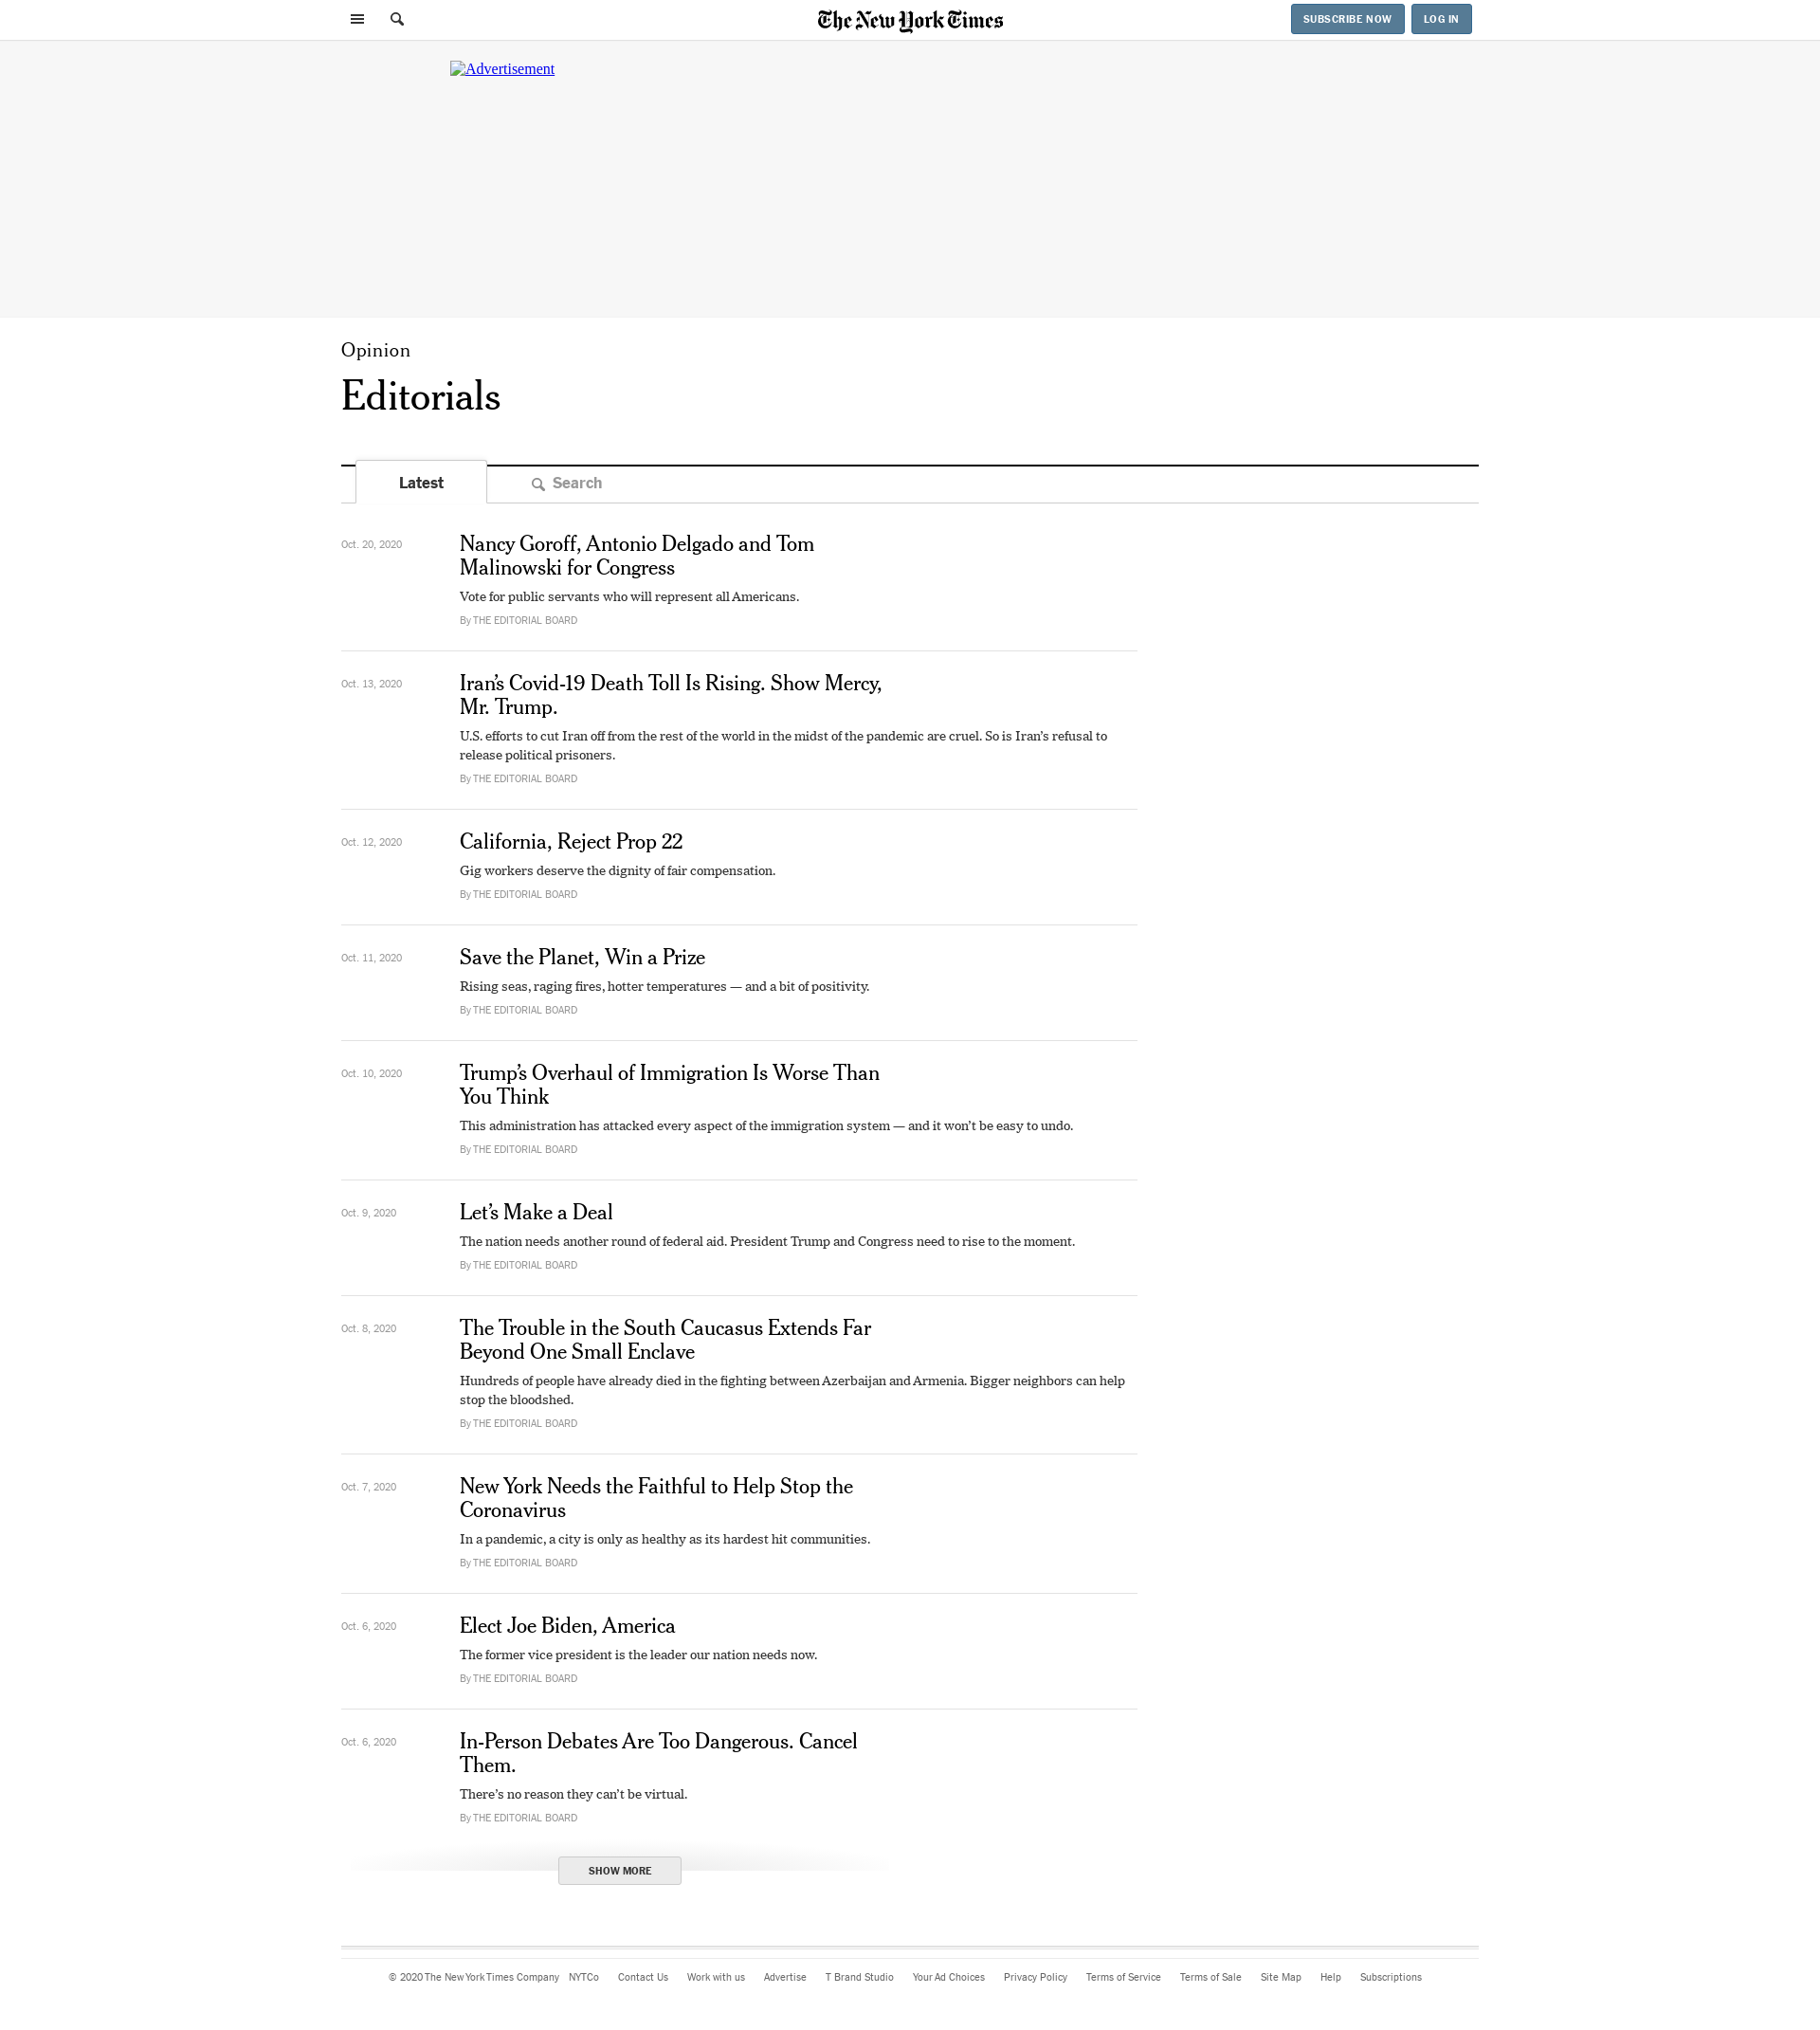 The New York Times
SUBSCRIBE NOW
LOG IN
Advertisement
Opinion
Editorials
Latest
Search
Oct. 20, 2020
Nancy Goroff, Antonio Delgado and Tom
Malinowski for Congress
Vote for public servants who will represent all Americans.
By THE EDITORIAL BOARD
Oct. 13, 2020
Iran’s Covid-19 Death Toll Is Rising. Show Mercy,
Mr. Trump.
U.S. efforts to cut Iran off from the rest of the world in the midst of the pandemic are cruel. So is Iran’s refusal to
release political prisoners.
By THE EDITORIAL BOARD
Oct. 12, 2020
California, Reject Prop 22
Gig workers deserve the dignity of fair compensation.
By THE EDITORIAL BOARD
Oct. 11, 2020
Save the Planet, Win a Prize
Rising seas, raging fires, hotter temperatures — and a bit of positivity.
By THE EDITORIAL BOARD
Oct. 10, 2020
Trump’s Overhaul of Immigration Is Worse Than
You Think
This administration has attacked every aspect of the immigration system — and it won’t be easy to undo.
By THE EDITORIAL BOARD
Oct. 9, 2020
Let’s Make a Deal
The nation needs another round of federal aid. President Trump and Congress need to rise to the moment.
By THE EDITORIAL BOARD
Oct. 8, 2020
The Trouble in the South Caucasus Extends Far
Beyond One Small Enclave
Hundreds of people have already died in the fighting between Azerbaijan and Armenia. Bigger neighbors can help
stop the bloodshed.
By THE EDITORIAL BOARD
Oct. 7, 2020
New York Needs the Faithful to Help Stop the
Coronavirus
In a pandemic, a city is only as healthy as its hardest hit communities.
By THE EDITORIAL BOARD
Oct. 6, 2020
Elect Joe Biden, America
The former vice president is the leader our nation needs now.
By THE EDITORIAL BOARD
Oct. 6, 2020
In-Person Debates Are Too Dangerous. Cancel
Them.
There’s no reason they can’t be virtual.
By THE EDITORIAL BOARD
SHOW MORE
© 2020 The New York Times Company NYTCo Contact Us Work with us Advertise T Brand Studio Your Ad Choices Privacy Policy Terms of Service Terms of Sale Site Map Help Subscriptions